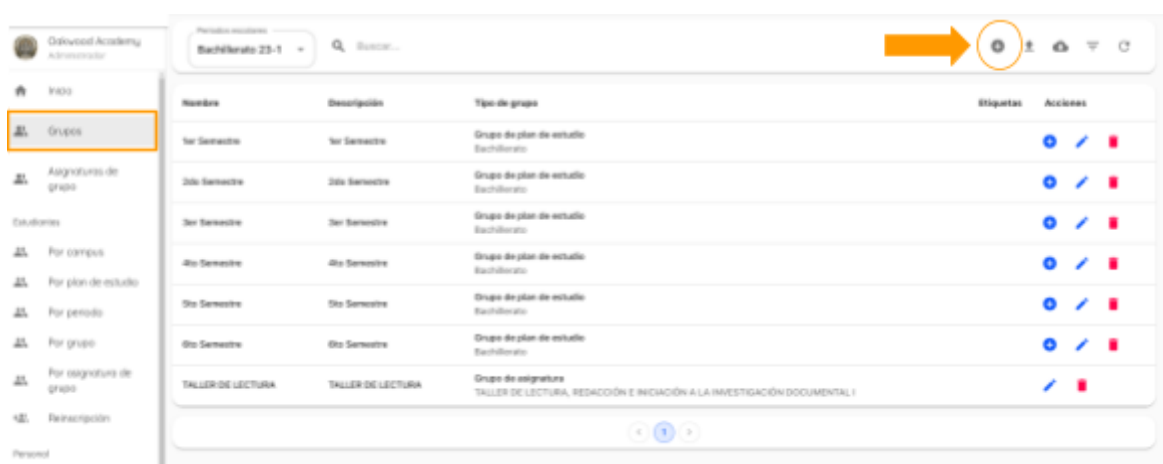 Oakwood Academy
Administrador
Periodos escolares
Bachillerato 23-1
Buscar...
Inicio
Grupos
Asignaturas de
grupo
Estudiantes
Por campus
Por plan de estudio
Por periodo
Por grupo
Por asignatura de
grupo
Reinscripción
Personal
Nombre Descripción Tipo de grupo Etiquetas Acciones
1er Semestre 1er Semestre Grupo de plan de estudio
Bachillerato
2do Semestre 2do Semestre Grupo de plan de estudio
Bachillerato
3er Semestre 3er Semestre Grupo de plan de estudio
Bachillerato
4to Semestre 4to Semestre Grupo de plan de estudio
Bachillerato
5to Semestre 5to Semestre Grupo de plan de estudio
Bachillerato
6to Semestre 6to Semestre Grupo de plan de estudio
Bachillerato
TALLER DE LECTURA TALLER DE LECTURA Grupo de asignatura
TALLER DE LECTURA, REDACCIÓN E INICIACIÓN A LA INVESTIGACIÓN DOCUMENTAL I
1